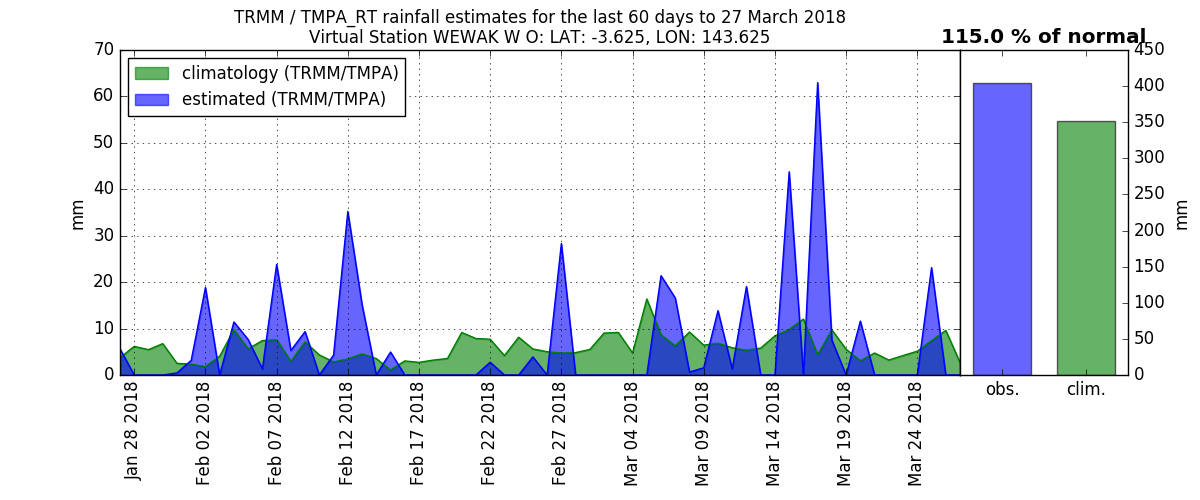 TRMM / TMPA_RT rainfall estimates for the last 60 days to 27 March 2018
Virtual Station WEWAK W O: LAT: -3.625, LON: 143.625
115.0 % of normal
climatology (TRMM/TMPA)
estimated (TRMM/TMPA)
70
60
50
40
30
20
10
0
mm
Jan 28 2018
Feb 02 2018
Feb 07 2018
Feb 12 2018
Feb 17 2018
Feb 22 2018
Feb 27 2018
Mar 04 2018
Mar 09 2018
Mar 14 2018
Mar 19 2018
Mar 24 2018
obs.
clim.
450
400
350
300
250
200
150
100
50
0
mm